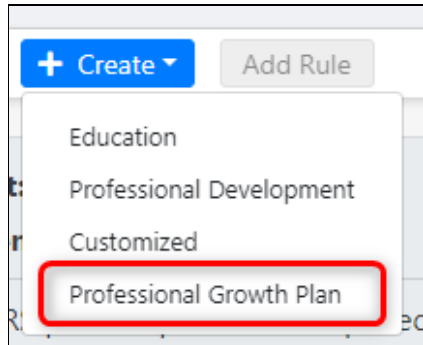 + Create Add Rule
Education
Professional Development
Customized
Professional Growth Plan